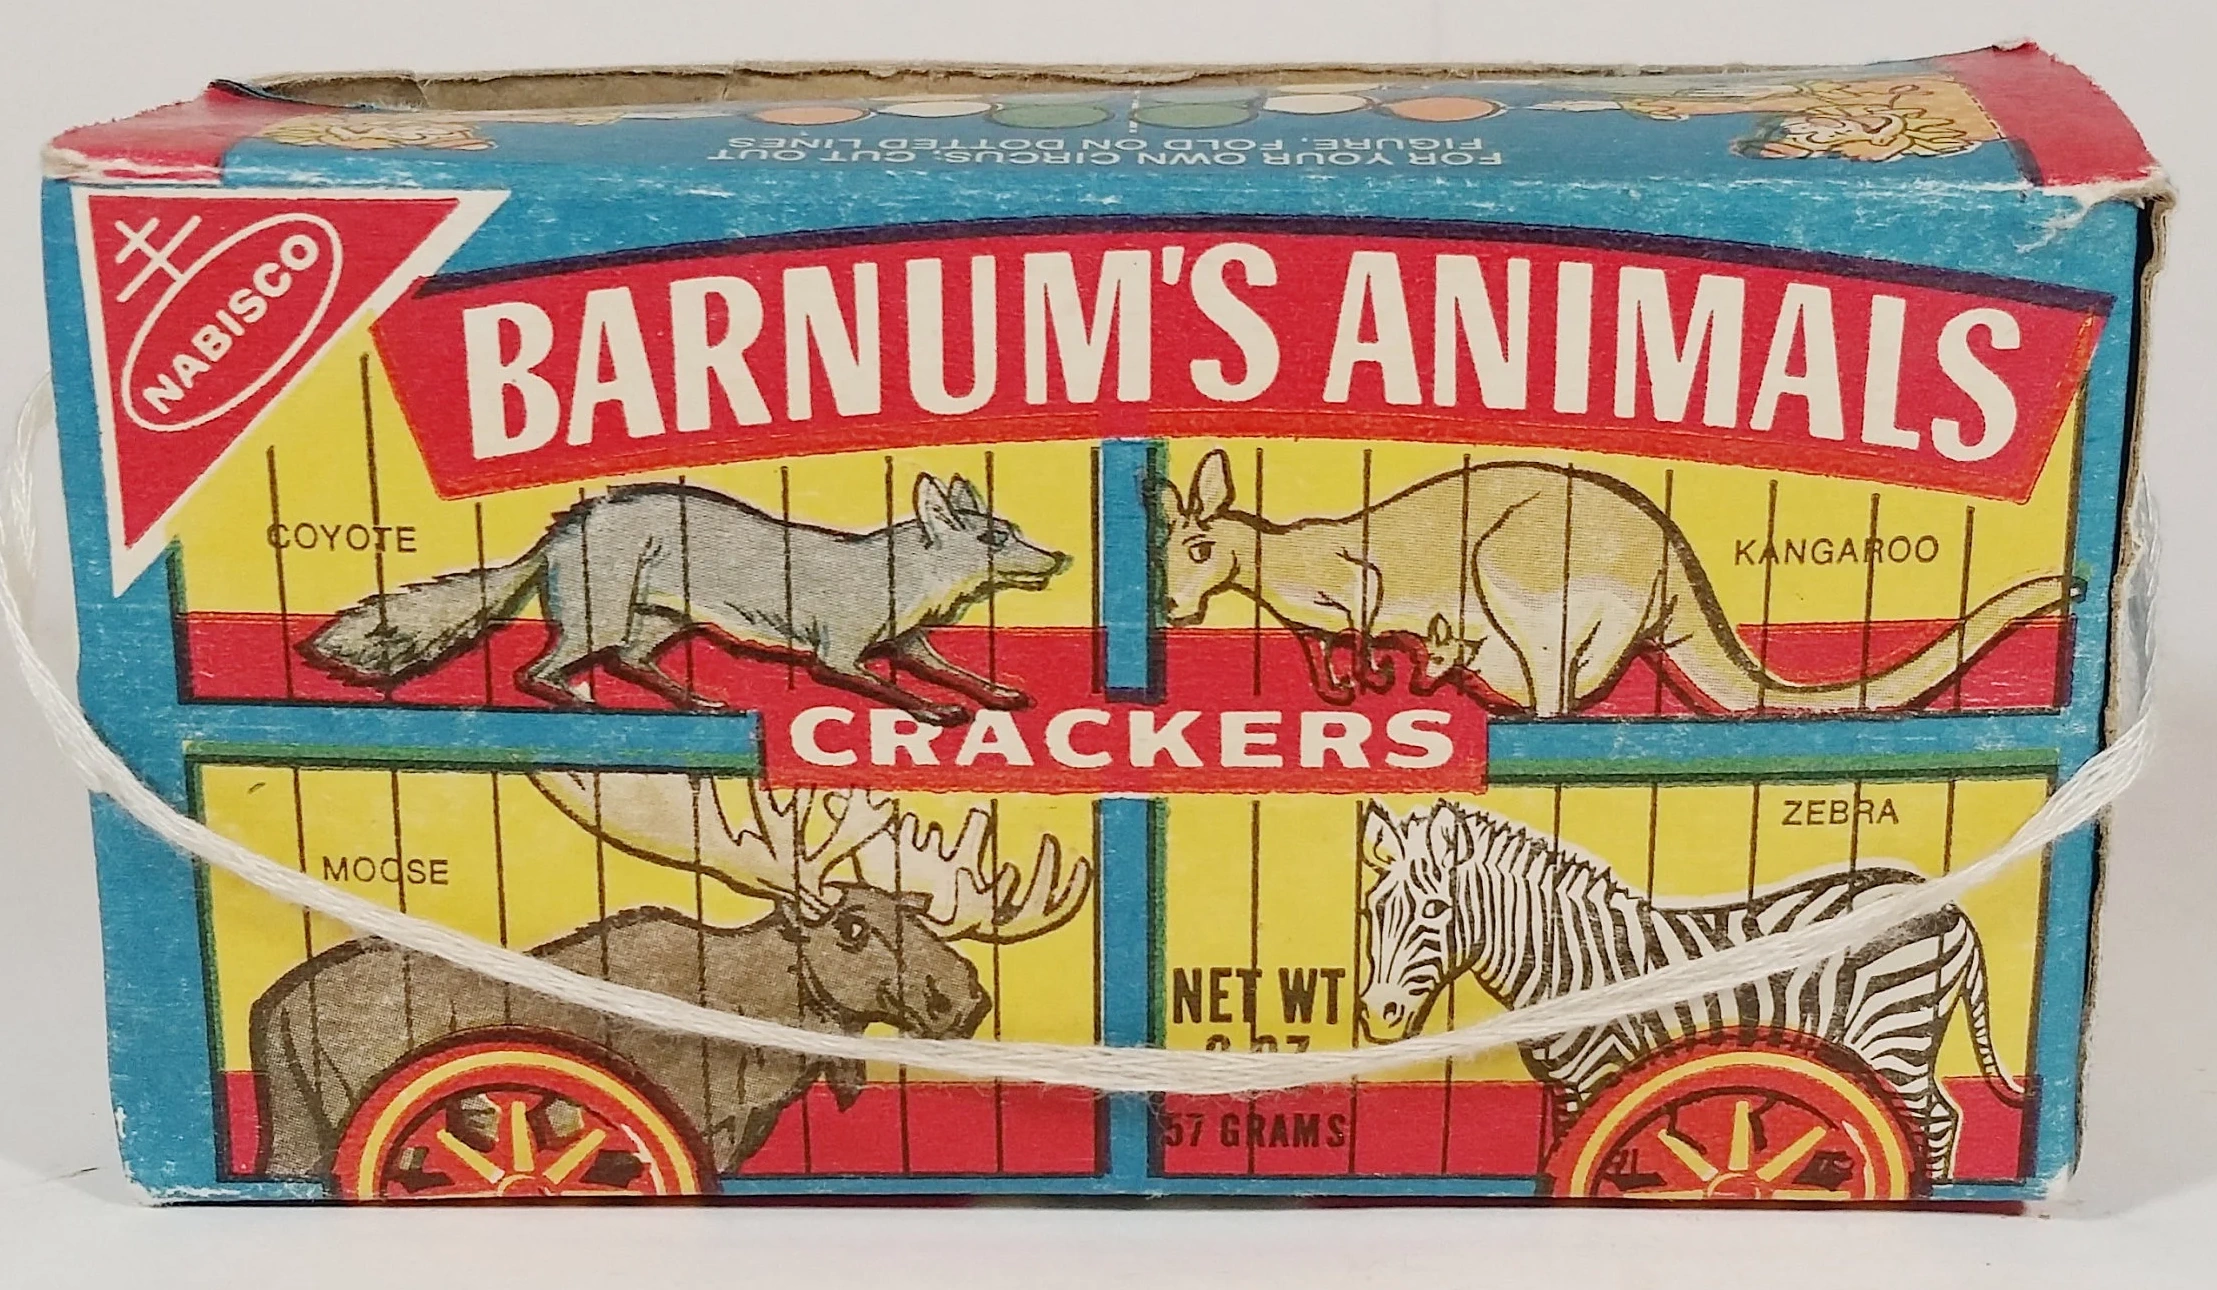 FOR YOUR OWN CIRCUS: CUT OUT
FIGURE. FOLD ON DOTTED LINES
NABISCO
BARNUM'S ANIMALS
COYOTE
KANGAROO
CRACKERS
MOOSE
ZEBRA
NET WT
57 GRAMS